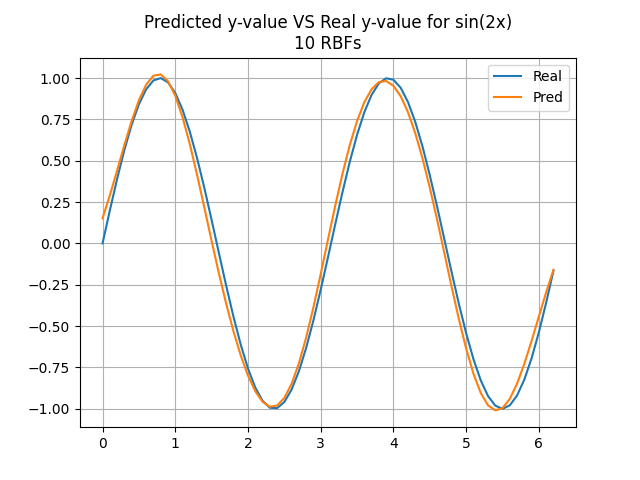 Predicted y-value VS Real y-value for sin(2x)
10 RBFs
Real
Pred
1.00
0.75
0.50
0.25
0.00
−0.25
−0.50
−0.75
−1.00
0 1 2 3 4 5 6